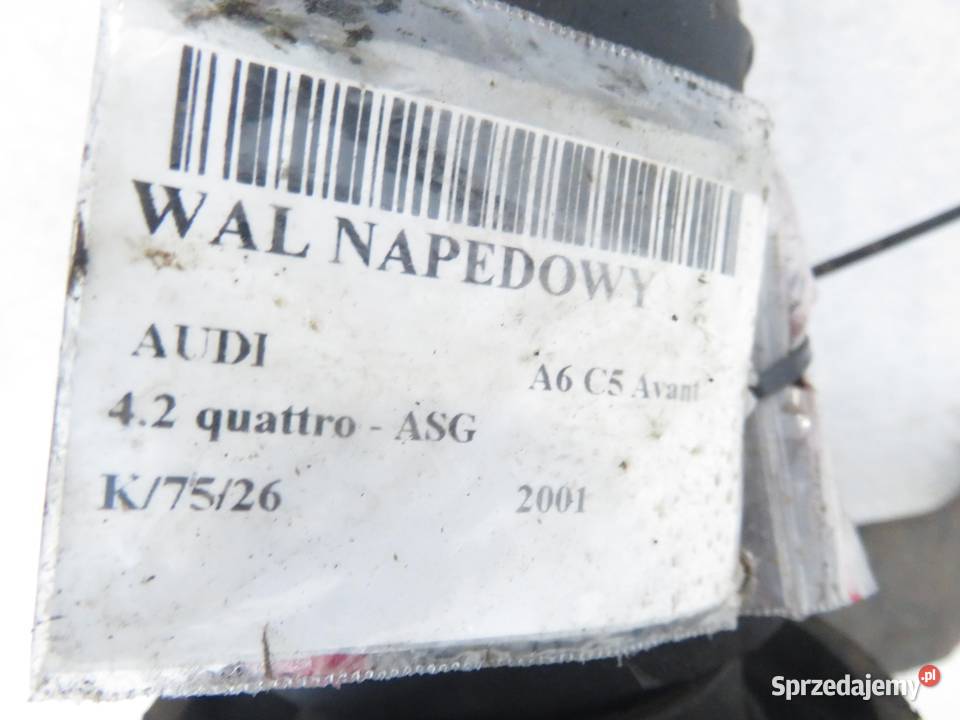 WAL NAPEDOWY
AUDI
A6 C5 Avant
4.2 quattro - ASG
K/75/26
2001
Sprzedajemy.pl